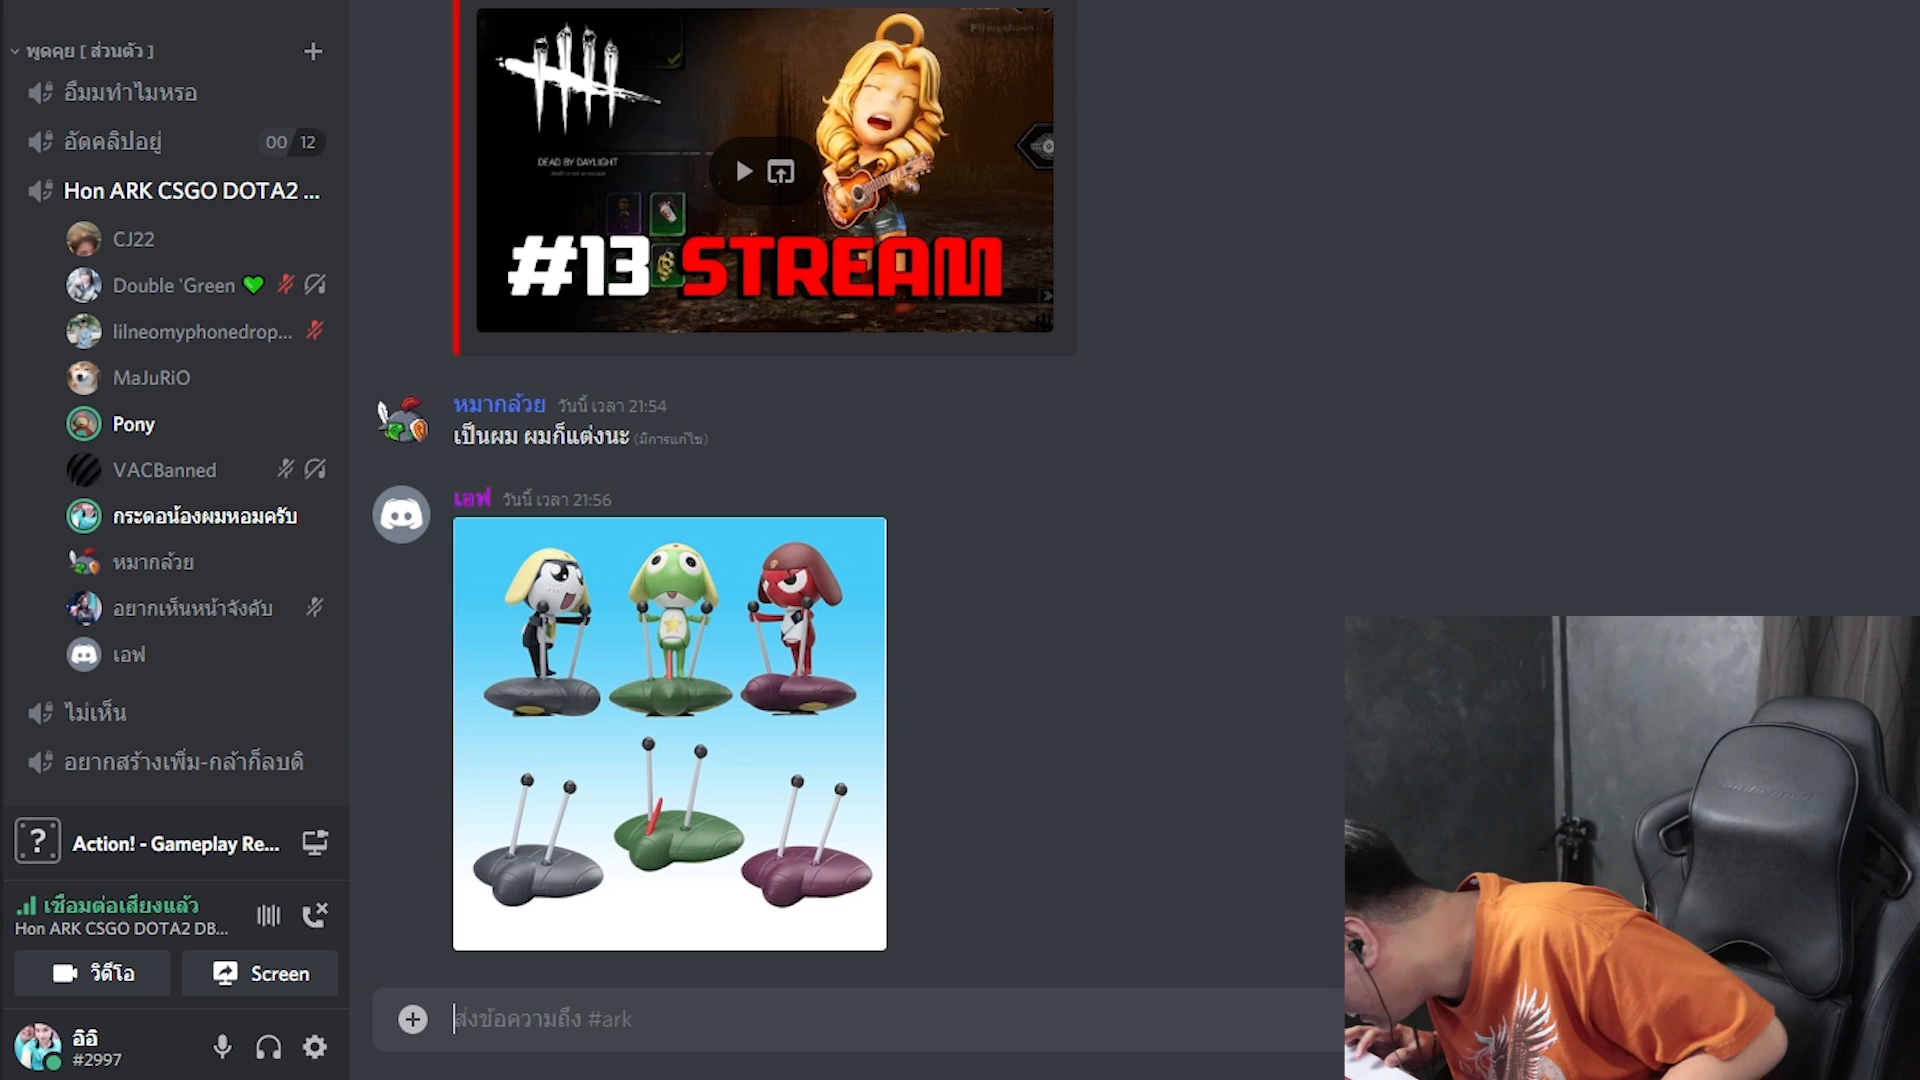 พูดคุย [ ส่วนตัว ]
อืมมทำไมหรอ
อัดคลิปอยู่
00 12
Hon ARK CSGO DOTA2 ...
CJ22
Double 'Green 💚
lilneomyphonedrop...
MaJuRiO
Pony
VACBanned
กระดอน้องผมหอมครับ
หมากล้วย
อยากเห็นหน้าจังคับ
เอฟ
ไม่เห็น
อยากสร้างเพิ่ม-กล้าก็ลบดิ
Action! - Gameplay Re...
เชื่อมต่อเสียงแล้ว
Hon ARK CSGO DOTA2 DB...
วิดีโอ
Screen
อิอิ
#2997
DEAD BY DAYLIGHT
#13 STREAM
หมากล้วย วันนี้ เวลา 21:54
เป็นผม ผมก็แต่งนะ (มีการแก้ไข)
เอฟ วันนี้ เวลา 21:56
ส่งข้อความถึง #ark